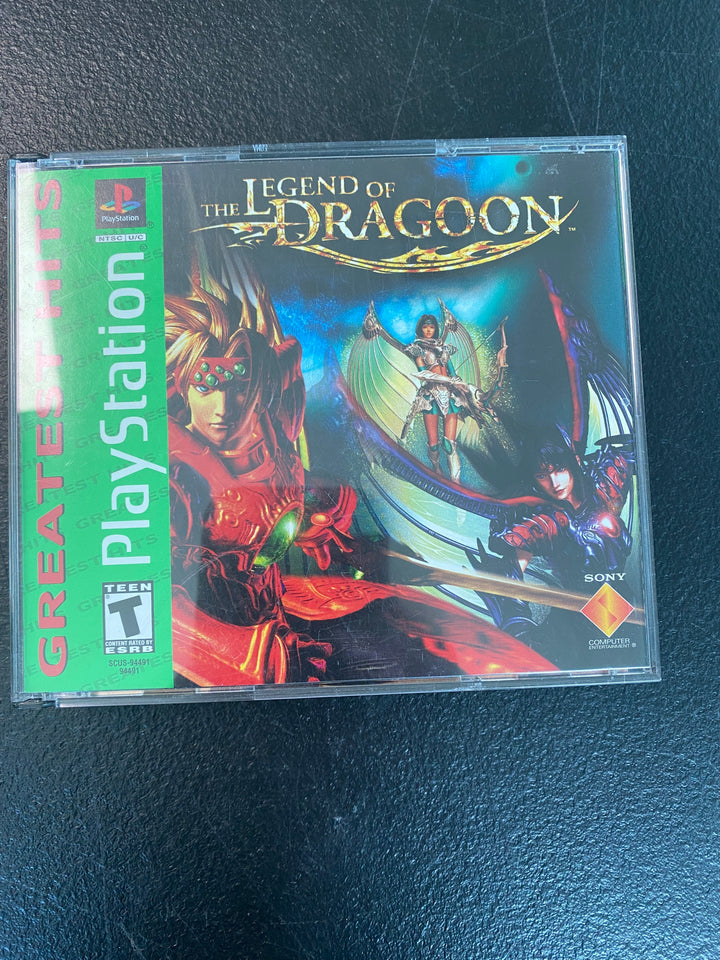 GREATEST HITS
PlayStation
NTSC U/C
PlayStation
TEEN
T
CONTENT RATED BY
ESRB
SCUS-94491
94491
THE LEGEND OF
DRAGOON™
SONY
COMPUTER
ENTERTAINMENT®